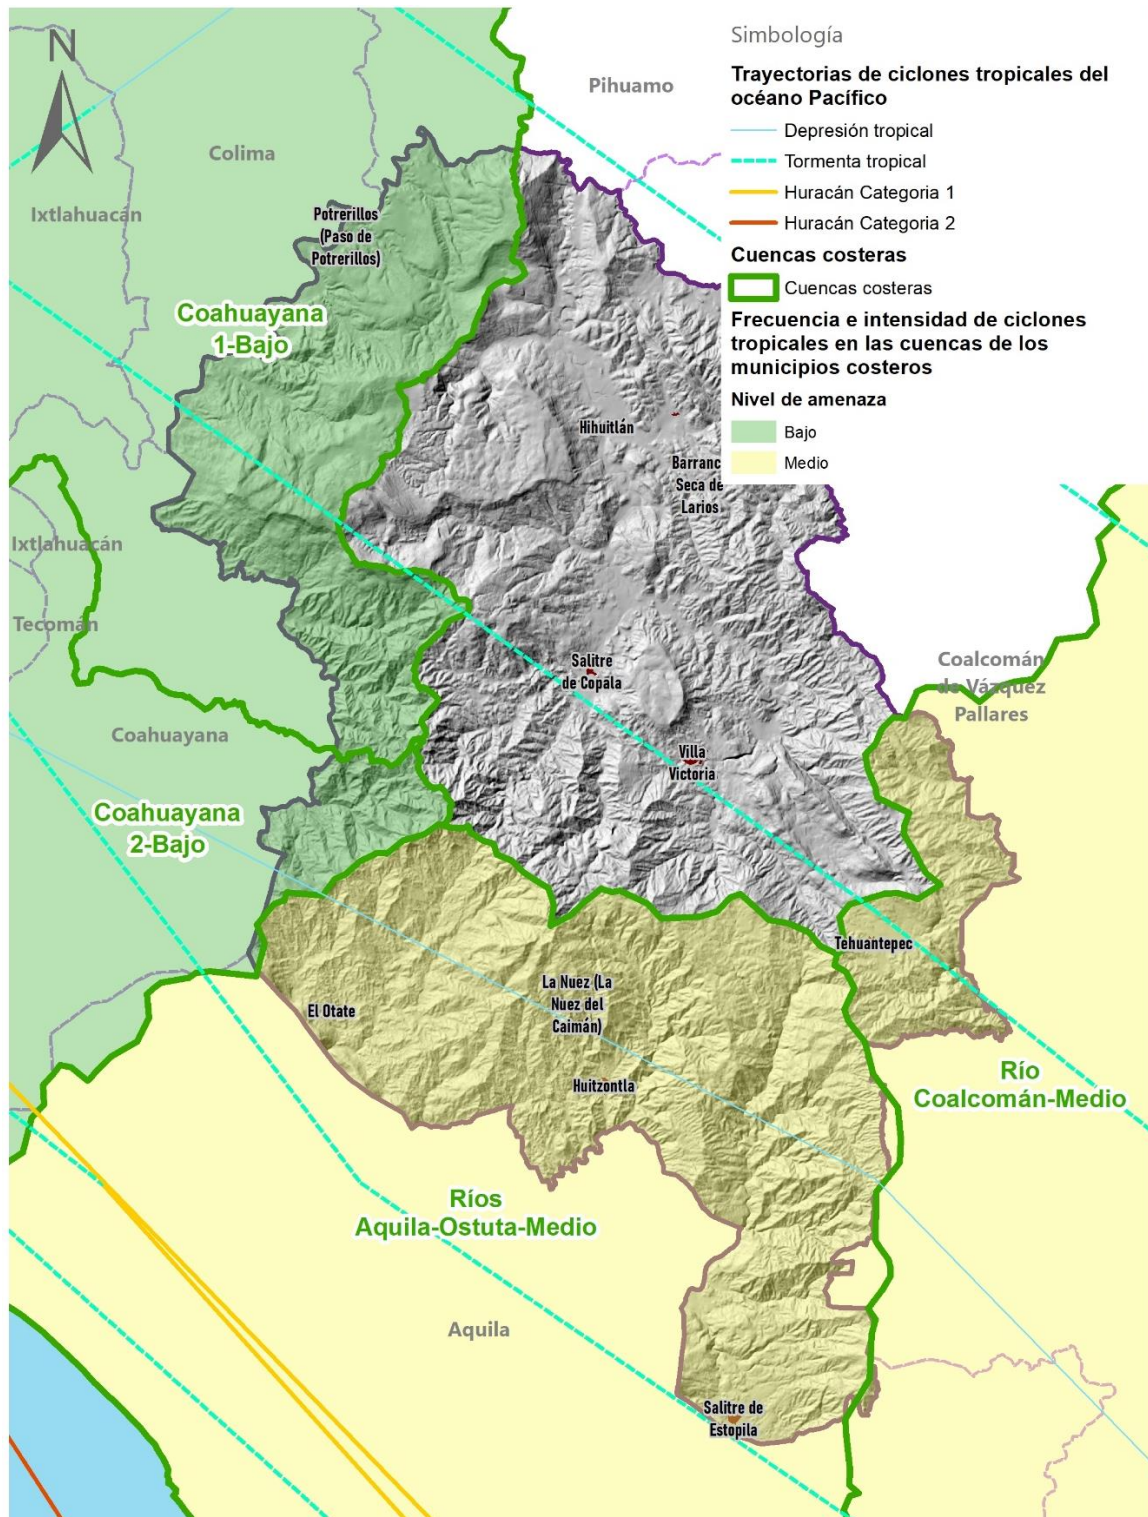 N
Simbología
Trayectorias de ciclones tropicales del
océano Pacífico
Depresión tropical
Tormenta tropical
Huracán Categoria 1
Huracán Categoria 2
Cuencas costeras
Cuencas costeras
Frecuencia e intensidad de ciclones
tropicales en las cuencas de los
municipios costeros
Nivel de amenaza
Bajo
Medio
Pihuamo
Colima
Ixtlahuacán
Potrerillos
(Paso de
Potrerillos)
Coahuayana
1-Bajo
Hihuitlán
Barranc
Seca de
Larios
Ixtlahuacán
Tecomán
Salitre
de Copala
Coalcomán
de Vázquez
Pallares
Coahuayana
Villa
Victoria
Coahuayana
2-Bajo
Tehuantepec
La Nuez (La
Nuez del
Caimán)
El Otate
Huitzontla
Río
Coalcomán-Medio
Ríos
Aquila-Ostuta-Medio
Aquila
Salitre de
Estopila